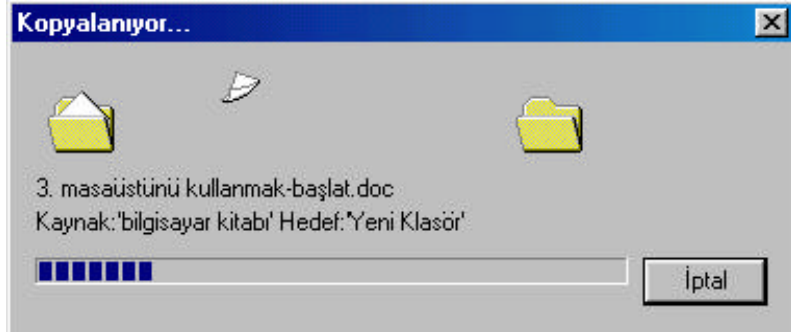 Kopyalanıyor...
3. masaüstünü kullanmak-başlat.doc
Kaynak:'bilgisayar kitabı' Hedef:'Yeni Klasör'
İptal